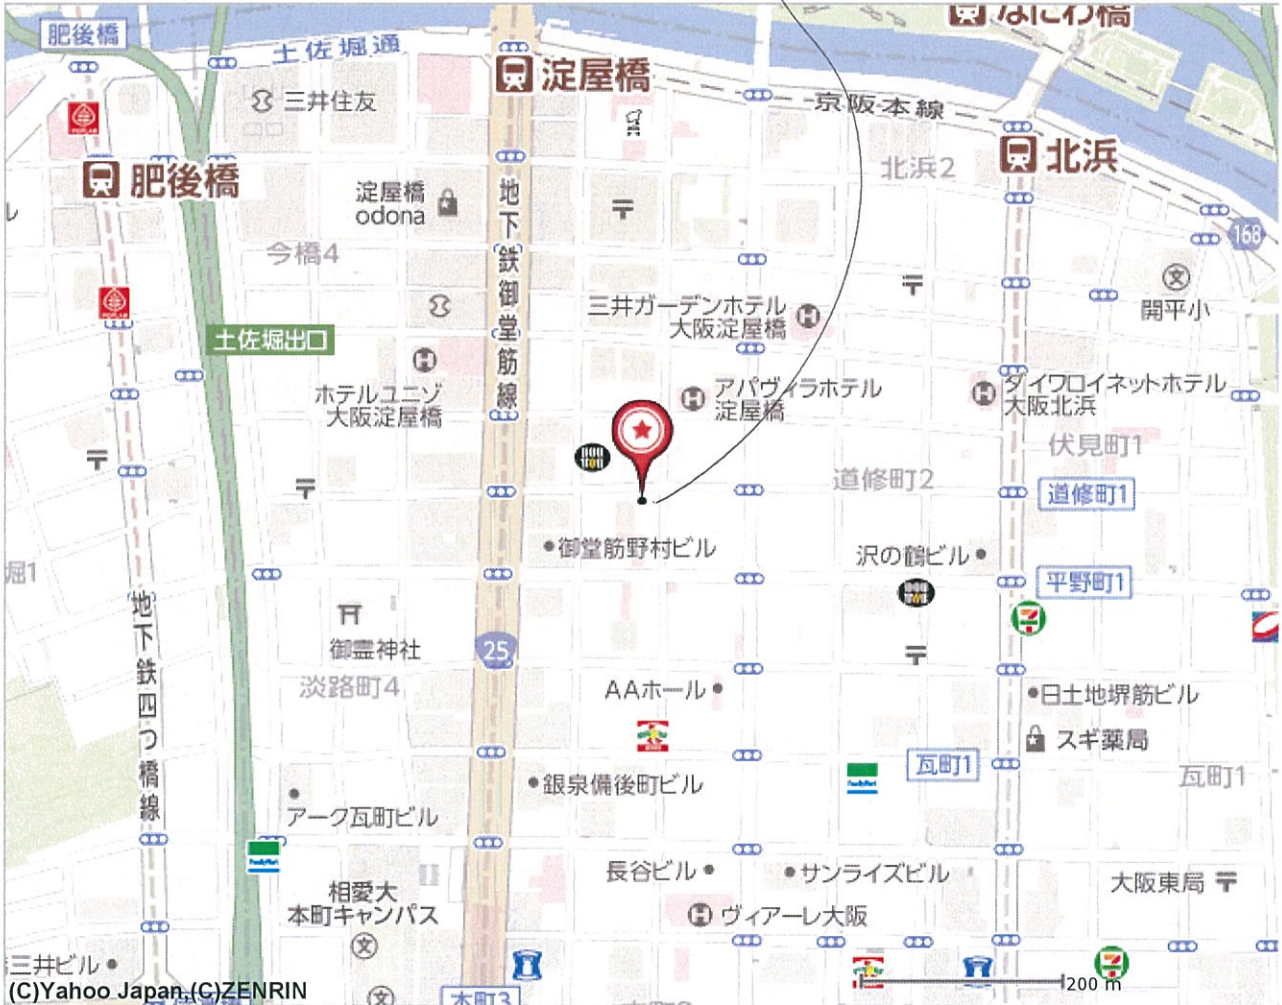 なにわ橋
肥後橋
土佐堀通
淀屋橋
三井住友
京阪本線
北浜
肥後橋
北浜2
淀屋橋
odona
地下鉄御堂筋線
168
今橋4
開平小
三井ガーデンホテル
大阪淀屋橋
土佐堀出口
ホテルユニゾ
大阪淀屋橋
アパヴィラホテル
淀屋橋
ダイワロイネットホテル
大阪北浜
伏見町1
道修町2
道修町1
御堂筋野村ビル
沢の鶴ビル
堀1
平野町1
地下鉄四つ橋線
御霊神社
25
淡路町4
AAホール
日土地堺筋ビル
スギ薬局
瓦町1
瓦町1
銀泉備後町ビル
FamilyMart
アーク瓦町ビル
FamilyMart
長谷ビル
サンライズビル
大阪東局
相愛大
本町キャンパス
ヴィアーレ大阪
三井ビル
(C)Yahoo Japan,(C)ZENRIN
本町3
200 m